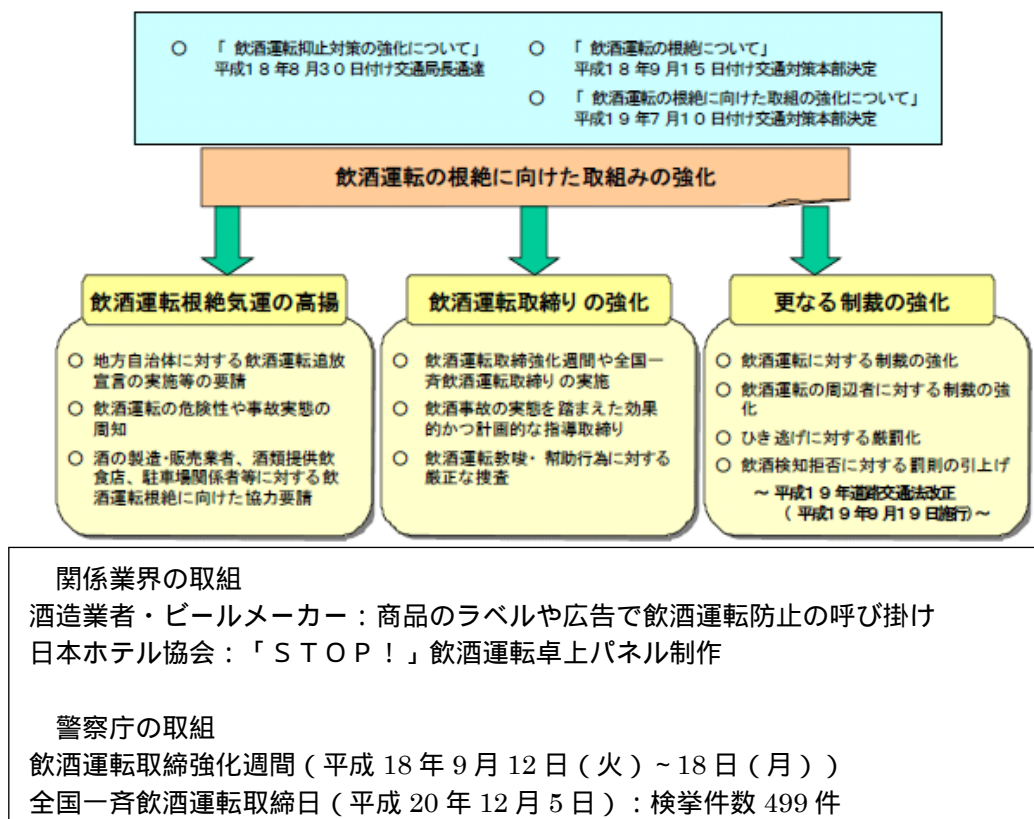 ○ 「 飲酒運転抑止対策の強化について」
平成18年8月30日付け交通局長通達
○ 「 飲酒運転の根絶について」
平成18年9月15日付け交通対策本部決定
○ 「 飲酒運転の根絶に向けた取組の強化について」
平成19年7月10日付け交通対策本部決定
飲酒運転の根絶に向けた取組みの強化
飲酒運転根絶気運の高揚
○ 地方自治体に対する飲酒運転追放
宣言の実施等の要請
○ 飲酒運転の危険性や事故実態の
周知
○ 酒の製造・販売業者、酒類提供飲
食店、駐車場関係者等に対する飲
酒運転根絶に向けた協力要請
飲酒運転取締りの強化
○ 飲酒運転取締強化週間や全国一
斉飲酒運転取締りの実施
○ 飲酒事故の実態を踏まえた効果
的かつ計画的な指導取締り
○ 飲酒運転教唆・幇助行為に対する
厳正な捜査
更なる制裁の強化
○ 飲酒運転に対する制裁の強化
○ 飲酒運転の周辺者に対する制裁の強
化
○ ひき逃げに対する厳罰化
○ 飲酒検知拒否に対する罰則の引上げ
~ 平成19年道路交通法改正
( 平成19年9月19日施行)~
関係業界の取組
酒造業者・ビールメーカー:商品のラベルや広告で飲酒運転防止の呼び掛け
日本ホテル協会:「STOP!」飲酒運転卓上パネル制作
警察庁の取組
飲酒運転取締強化週間(平成 18 年 9 月 12 日(火)~18 日(月))
全国一斉飲酒運転取締日(平成 20 年 12 月 5 日):検挙件数 499 件